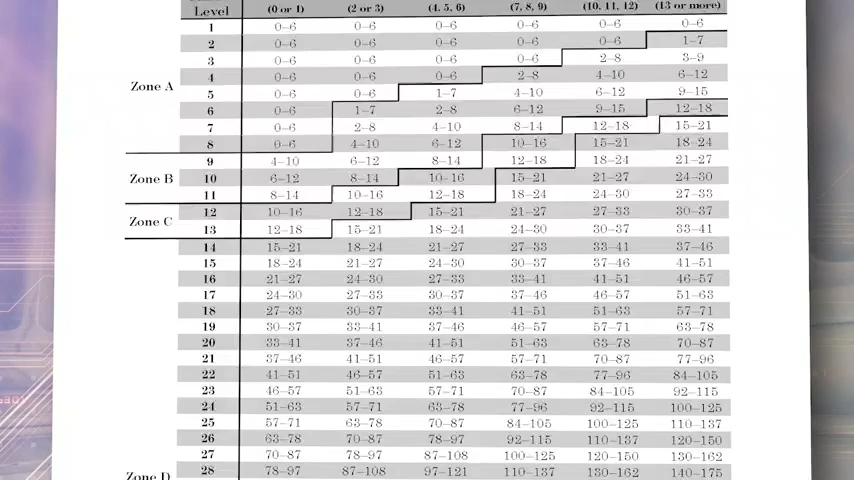 Level (0 or 1) (2 or 3) (4, 5, 6) (7, 8, 9) (10, 11, 12) (13 or more)
1 0–6 0–6 0–6 0–6 0–6 0–6
2 0–6 0–6 0–6 0–6 0–6 1–7
3 0–6 0–6 0–6 0–6 2–8 3–9
4 0–6 0–6 0–6 2–8 4–10 6–12
Zone A
5 0–6 0–6 1–7 4–10 6–12 9–15
6 0–6 1–7 2–8 6–12 9–15 12–18
7 0–6 2–8 4–10 8–14 12–18 15–21
8 0–6 4–10 6–12 10–16 15–21 18–24
9 4–10 6–12 8–14 12–18 18–24 21–27
Zone B 10 6–12 8–14 10–16 15–21 21–27 24–30
11 8–14 10–16 12–18 18–24 24–30 27–33
12 10–16 12–18 15–21 21–27 27–33 30–37
Zone C
13 12–18 15–21 18–24 24–30 30–37 33–41
14 15–21 18–24 21–27 27–33 33–41 37–46
15 18–24 21–27 24–30 30–37 37–46 41–51
16 21–27 24–30 27–33 33–41 41–51 46–57
17 24–30 27–33 30–37 37–46 46–57 51–63
18 27–33 30–37 33–41 41–51 51–63 57–71
19 30–37 33–41 37–46 46–57 57–71 63–78
20 33–41 37–46 41–51 51–63 63–78 70–87
21 37–46 41–51 46–57 57–71 70–87 77–96
22 41–51 46–57 51–63 63–78 77–96 84–105
23 46–57 51–63 57–71 70–87 84–105 92–115
24 51–63 57–71 63–78 77–96 92–115 100–125
25 57–71 63–78 70–87 84–105 100–125 110–137
26 63–78 70–87 78–97 92–115 110–137 120–150
27 70–87 78–97 87–108 100–125 120–150 130–162
Zone D 28 78–97 87–108 97–121 110–137 130–162 140–175